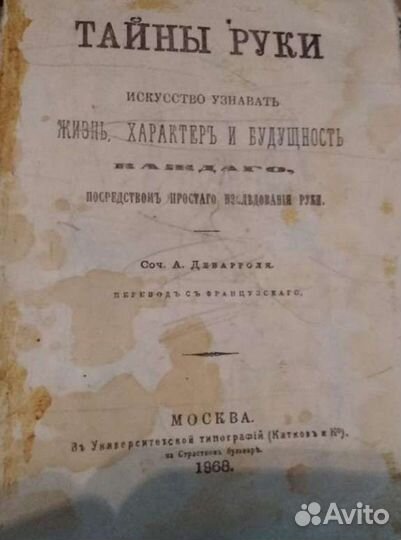 ТАЙНЫ РУКИ
ИСКУССТВО УЗНАВАТЬ
ЖИЗНЬ, ХАРАКТЕРЪ И БУДУЩНОСТЬ
КАЖДАГО,
ПОСРЕДСТВОМЪ ПРОСТАГО ИЗСЛѢДОВАНІЯ РУКИ.
Соч. А. Дебарроля.
ПЕРЕВОДЪ СЪ ФРАНЦУЗСКАГО.
МОСКВА.
Въ Университетской типографіи (Катковъ и К°).
на Страстномъ бульварѣ.
1868.
Avito